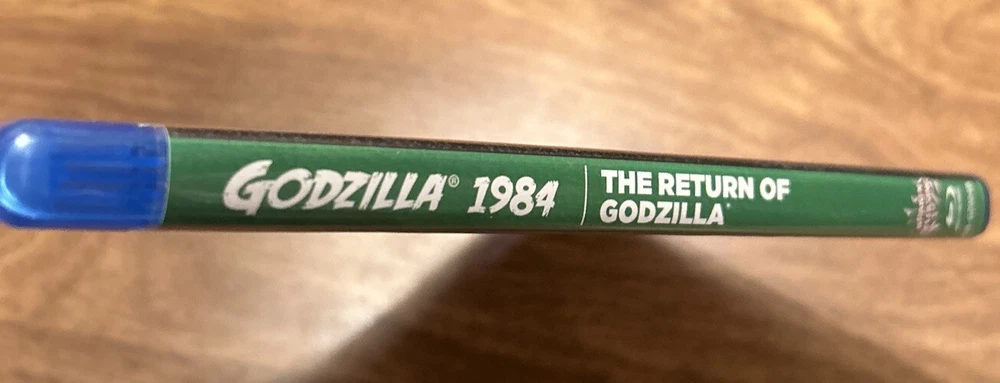 GODZILLA® 1984
THE RETURN OF
GODZILLA